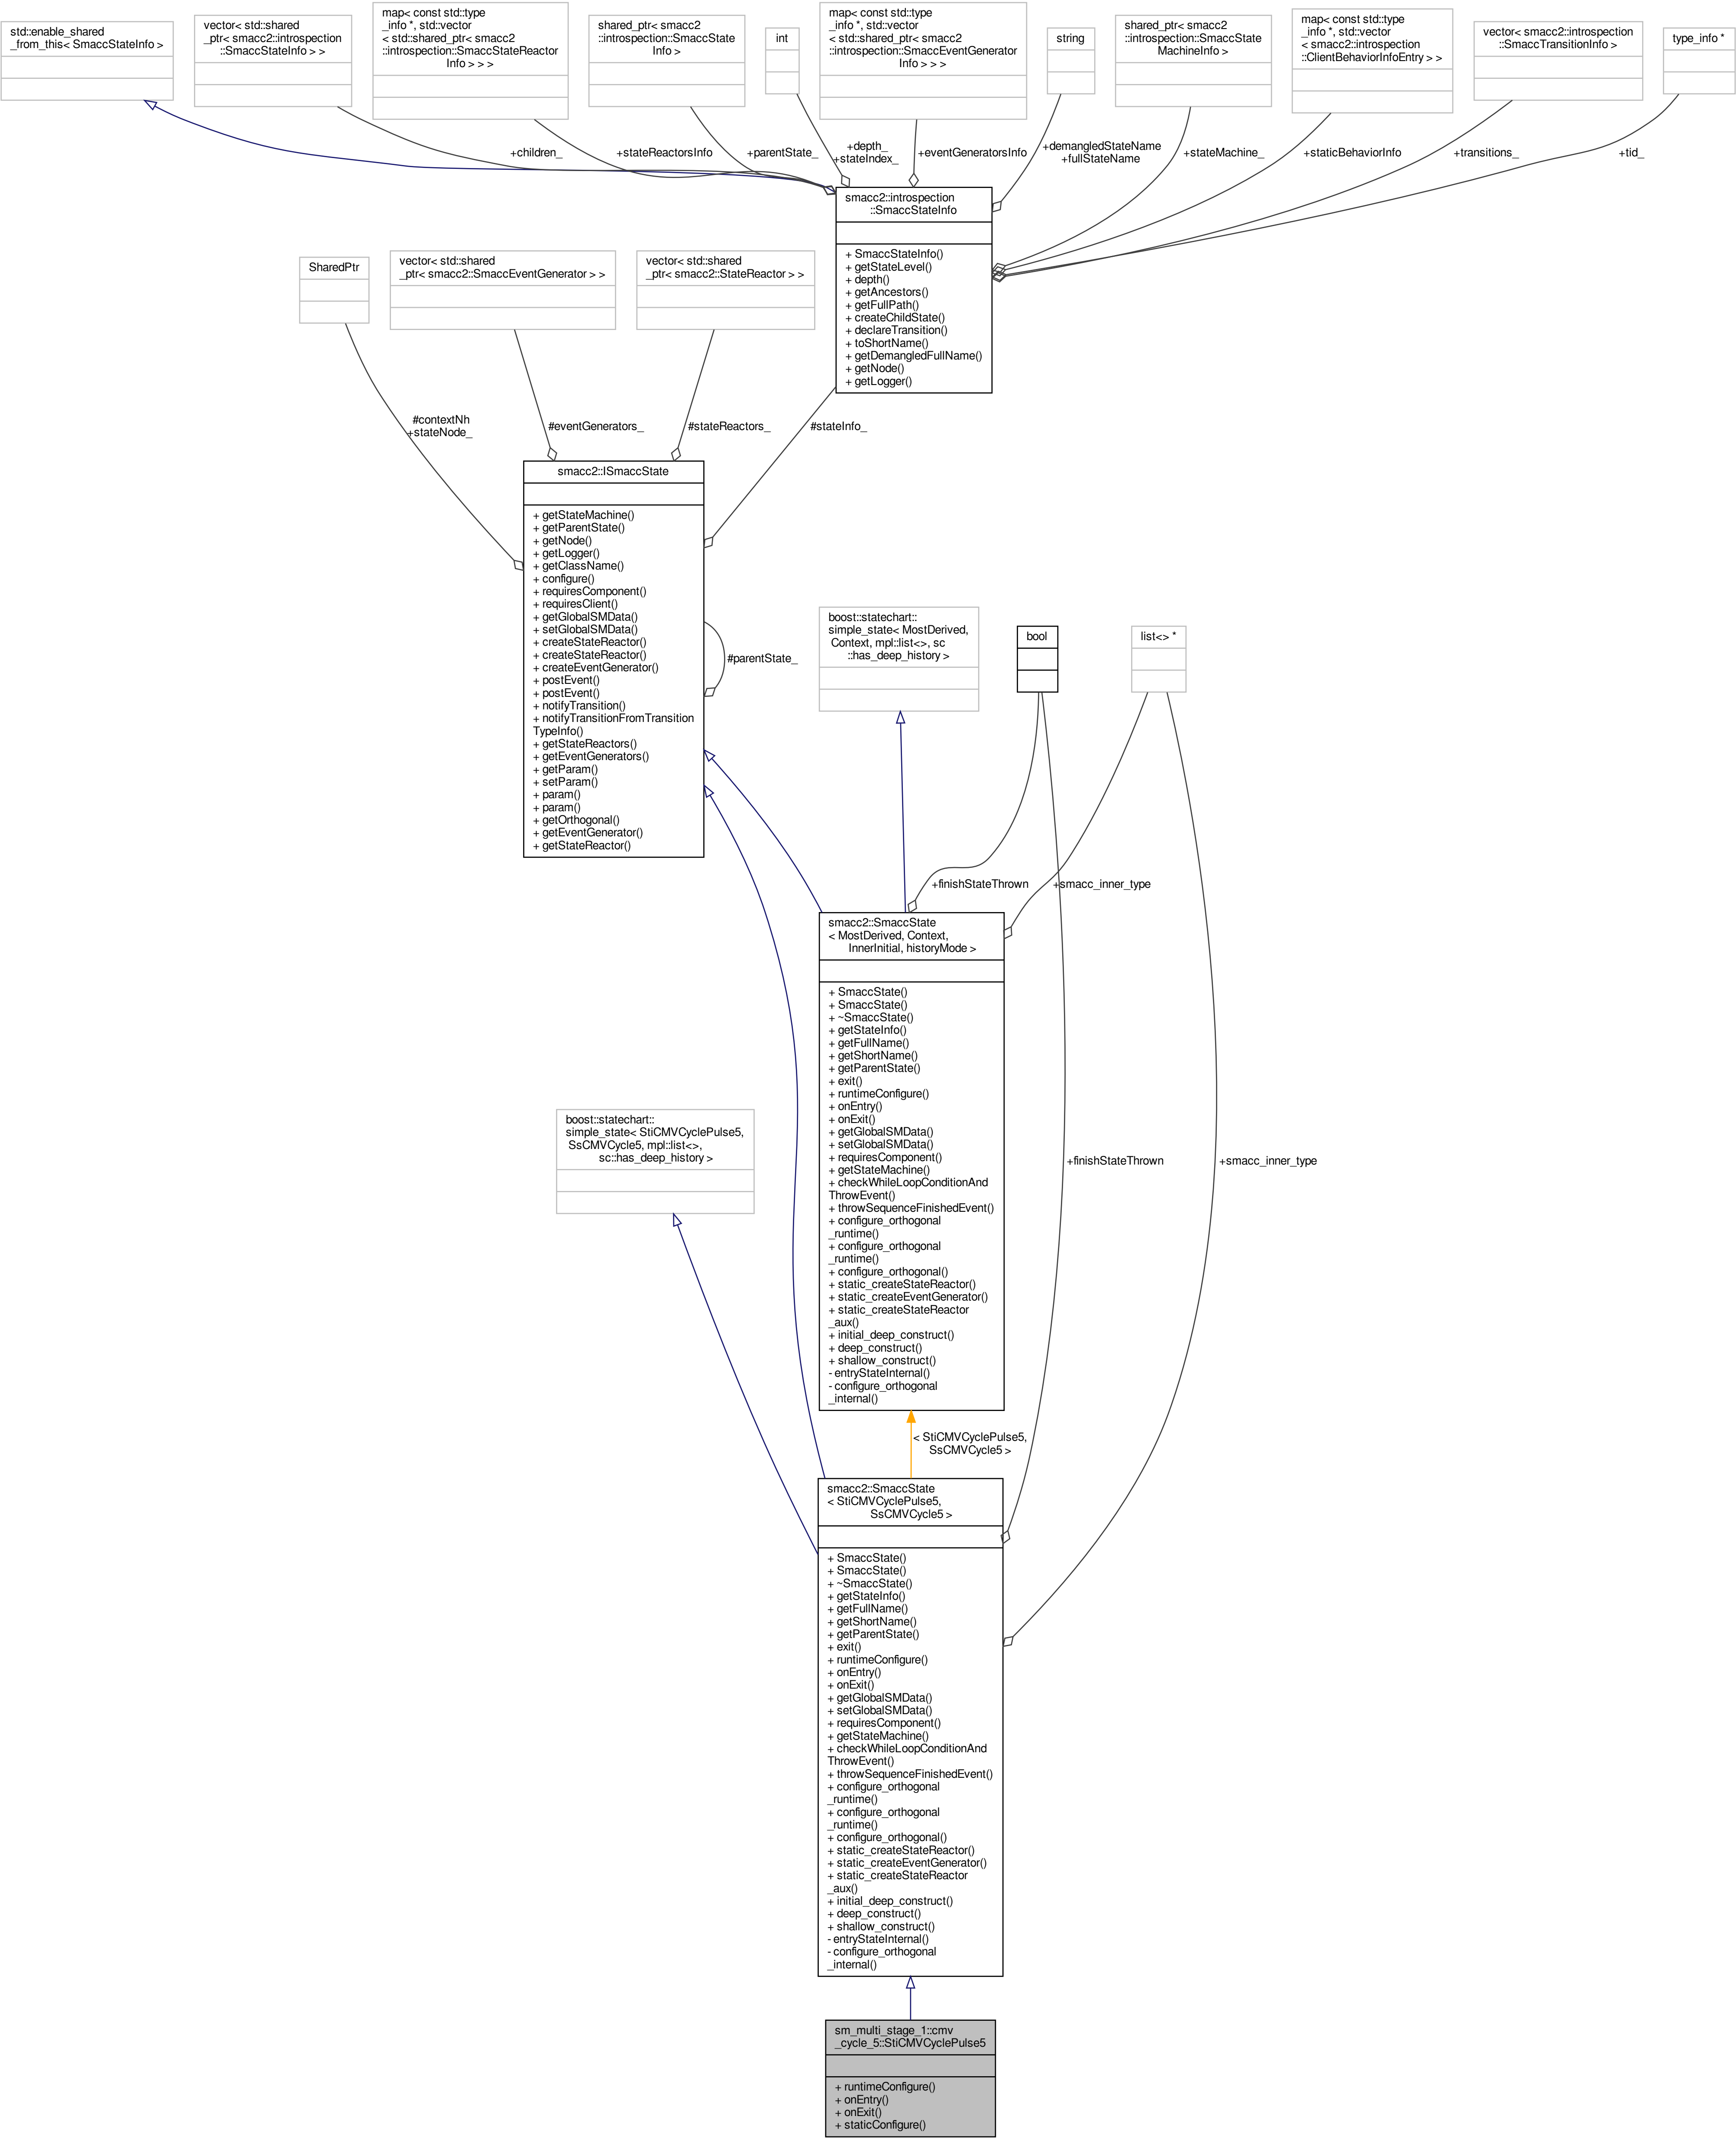 std::enable_shared
_from_this< SmaccStateInfo >
vector< std::shared
_ptr< smacc2::introspection
::SmaccStateInfo > >
map< const std::type
_info *, std::vector
< std::shared_ptr< smacc2
::introspection::SmaccStateReactor
Info > > >
shared_ptr< smacc2
::introspection::SmaccState
Info >
int
map< const std::type
_info *, std::vector
< std::shared_ptr< smacc2
::introspection::SmaccEventGenerator
Info > > >
string
shared_ptr< smacc2
::introspection::SmaccState
MachineInfo >
map< const std::type
_info *, std::vector
< smacc2::introspection
::ClientBehaviorInfoEntry > >
vector< smacc2::introspection
::SmaccTransitionInfo >
type_info *
+children_
+stateReactorsInfo
+parentState_
+depth_
+stateIndex_
+eventGeneratorsInfo
+demangledStateName
+fullStateName
+stateMachine_
+staticBehaviorInfo
+transitions_
+tid_
smacc2::introspection
::SmaccStateInfo
+ SmaccStateInfo()
+ getStateLevel()
+ depth()
+ getAncestors()
+ getFullPath()
+ createChildState()
+ declareTransition()
+ toShortName()
+ getDemangledFullName()
+ getNode()
+ getLogger()
SharedPtr
vector< std::shared
_ptr< smacc2::SmaccEventGenerator > >
vector< std::shared
_ptr< smacc2::StateReactor > >
#contextNh
+stateNode_
#eventGenerators_
#stateReactors_
#stateInfo_
smacc2::ISmaccState
+ getStateMachine()
+ getParentState()
+ getNode()
+ getLogger()
+ getClassName()
+ configure()
+ requiresComponent()
+ requiresClient()
+ getGlobalSMData()
+ setGlobalSMData()
+ createStateReactor()
+ createStateReactor()
+ createEventGenerator()
+ postEvent()
+ postEvent()
+ notifyTransition()
+ notifyTransitionFromTransition
TypeInfo()
+ getStateReactors()
+ getEventGenerators()
+ getParam()
+ setParam()
+ param()
+ param()
+ getOrthogonal()
+ getEventGenerator()
+ getStateReactor()
#parentState_
boost::statechart::
simple_state< MostDerived,
Context, mpl::list<>, sc
::has_deep_history >
bool
list<> *
+finishStateThrown
+smacc_inner_type
smacc2::SmaccState
< MostDerived, Context,
InnerInitial, historyMode >
+ SmaccState()
+ SmaccState()
+ ~SmaccState()
+ getStateInfo()
+ getFullName()
+ getShortName()
+ getParentState()
+ exit()
+ runtimeConfigure()
+ onEntry()
+ onExit()
+ getGlobalSMData()
+ setGlobalSMData()
+ requiresComponent()
+ getStateMachine()
+ checkWhileLoopConditionAnd
ThrowEvent()
+ throwSequenceFinishedEvent()
+ configure_orthogonal
_runtime()
+ configure_orthogonal
_runtime()
+ configure_orthogonal()
+ static_createStateReactor()
+ static_createEventGenerator()
+ static_createStateReactor
_aux()
+ initial_deep_construct()
+ deep_construct()
+ shallow_construct()
- entryStateInternal()
- configure_orthogonal
_internal()
boost::statechart::
simple_state< StiCMVCyclePulse5,
SsCMVCycle5, mpl::list<>,
sc::has_deep_history >
+finishStateThrown
+smacc_inner_type
< StiCMVCyclePulse5,
SsCMVCycle5 >
smacc2::SmaccState
< StiCMVCyclePulse5,
SsCMVCycle5 >
+ SmaccState()
+ SmaccState()
+ ~SmaccState()
+ getStateInfo()
+ getFullName()
+ getShortName()
+ getParentState()
+ exit()
+ runtimeConfigure()
+ onEntry()
+ onExit()
+ getGlobalSMData()
+ setGlobalSMData()
+ requiresComponent()
+ getStateMachine()
+ checkWhileLoopConditionAnd
ThrowEvent()
+ throwSequenceFinishedEvent()
+ configure_orthogonal
_runtime()
+ configure_orthogonal
_runtime()
+ configure_orthogonal()
+ static_createStateReactor()
+ static_createEventGenerator()
+ static_createStateReactor
_aux()
+ initial_deep_construct()
+ deep_construct()
+ shallow_construct()
- entryStateInternal()
- configure_orthogonal
_internal()
sm_multi_stage_1::cmv
_cycle_5::StiCMVCyclePulse5
+ runtimeConfigure()
+ onEntry()
+ onExit()
+ staticConfigure()